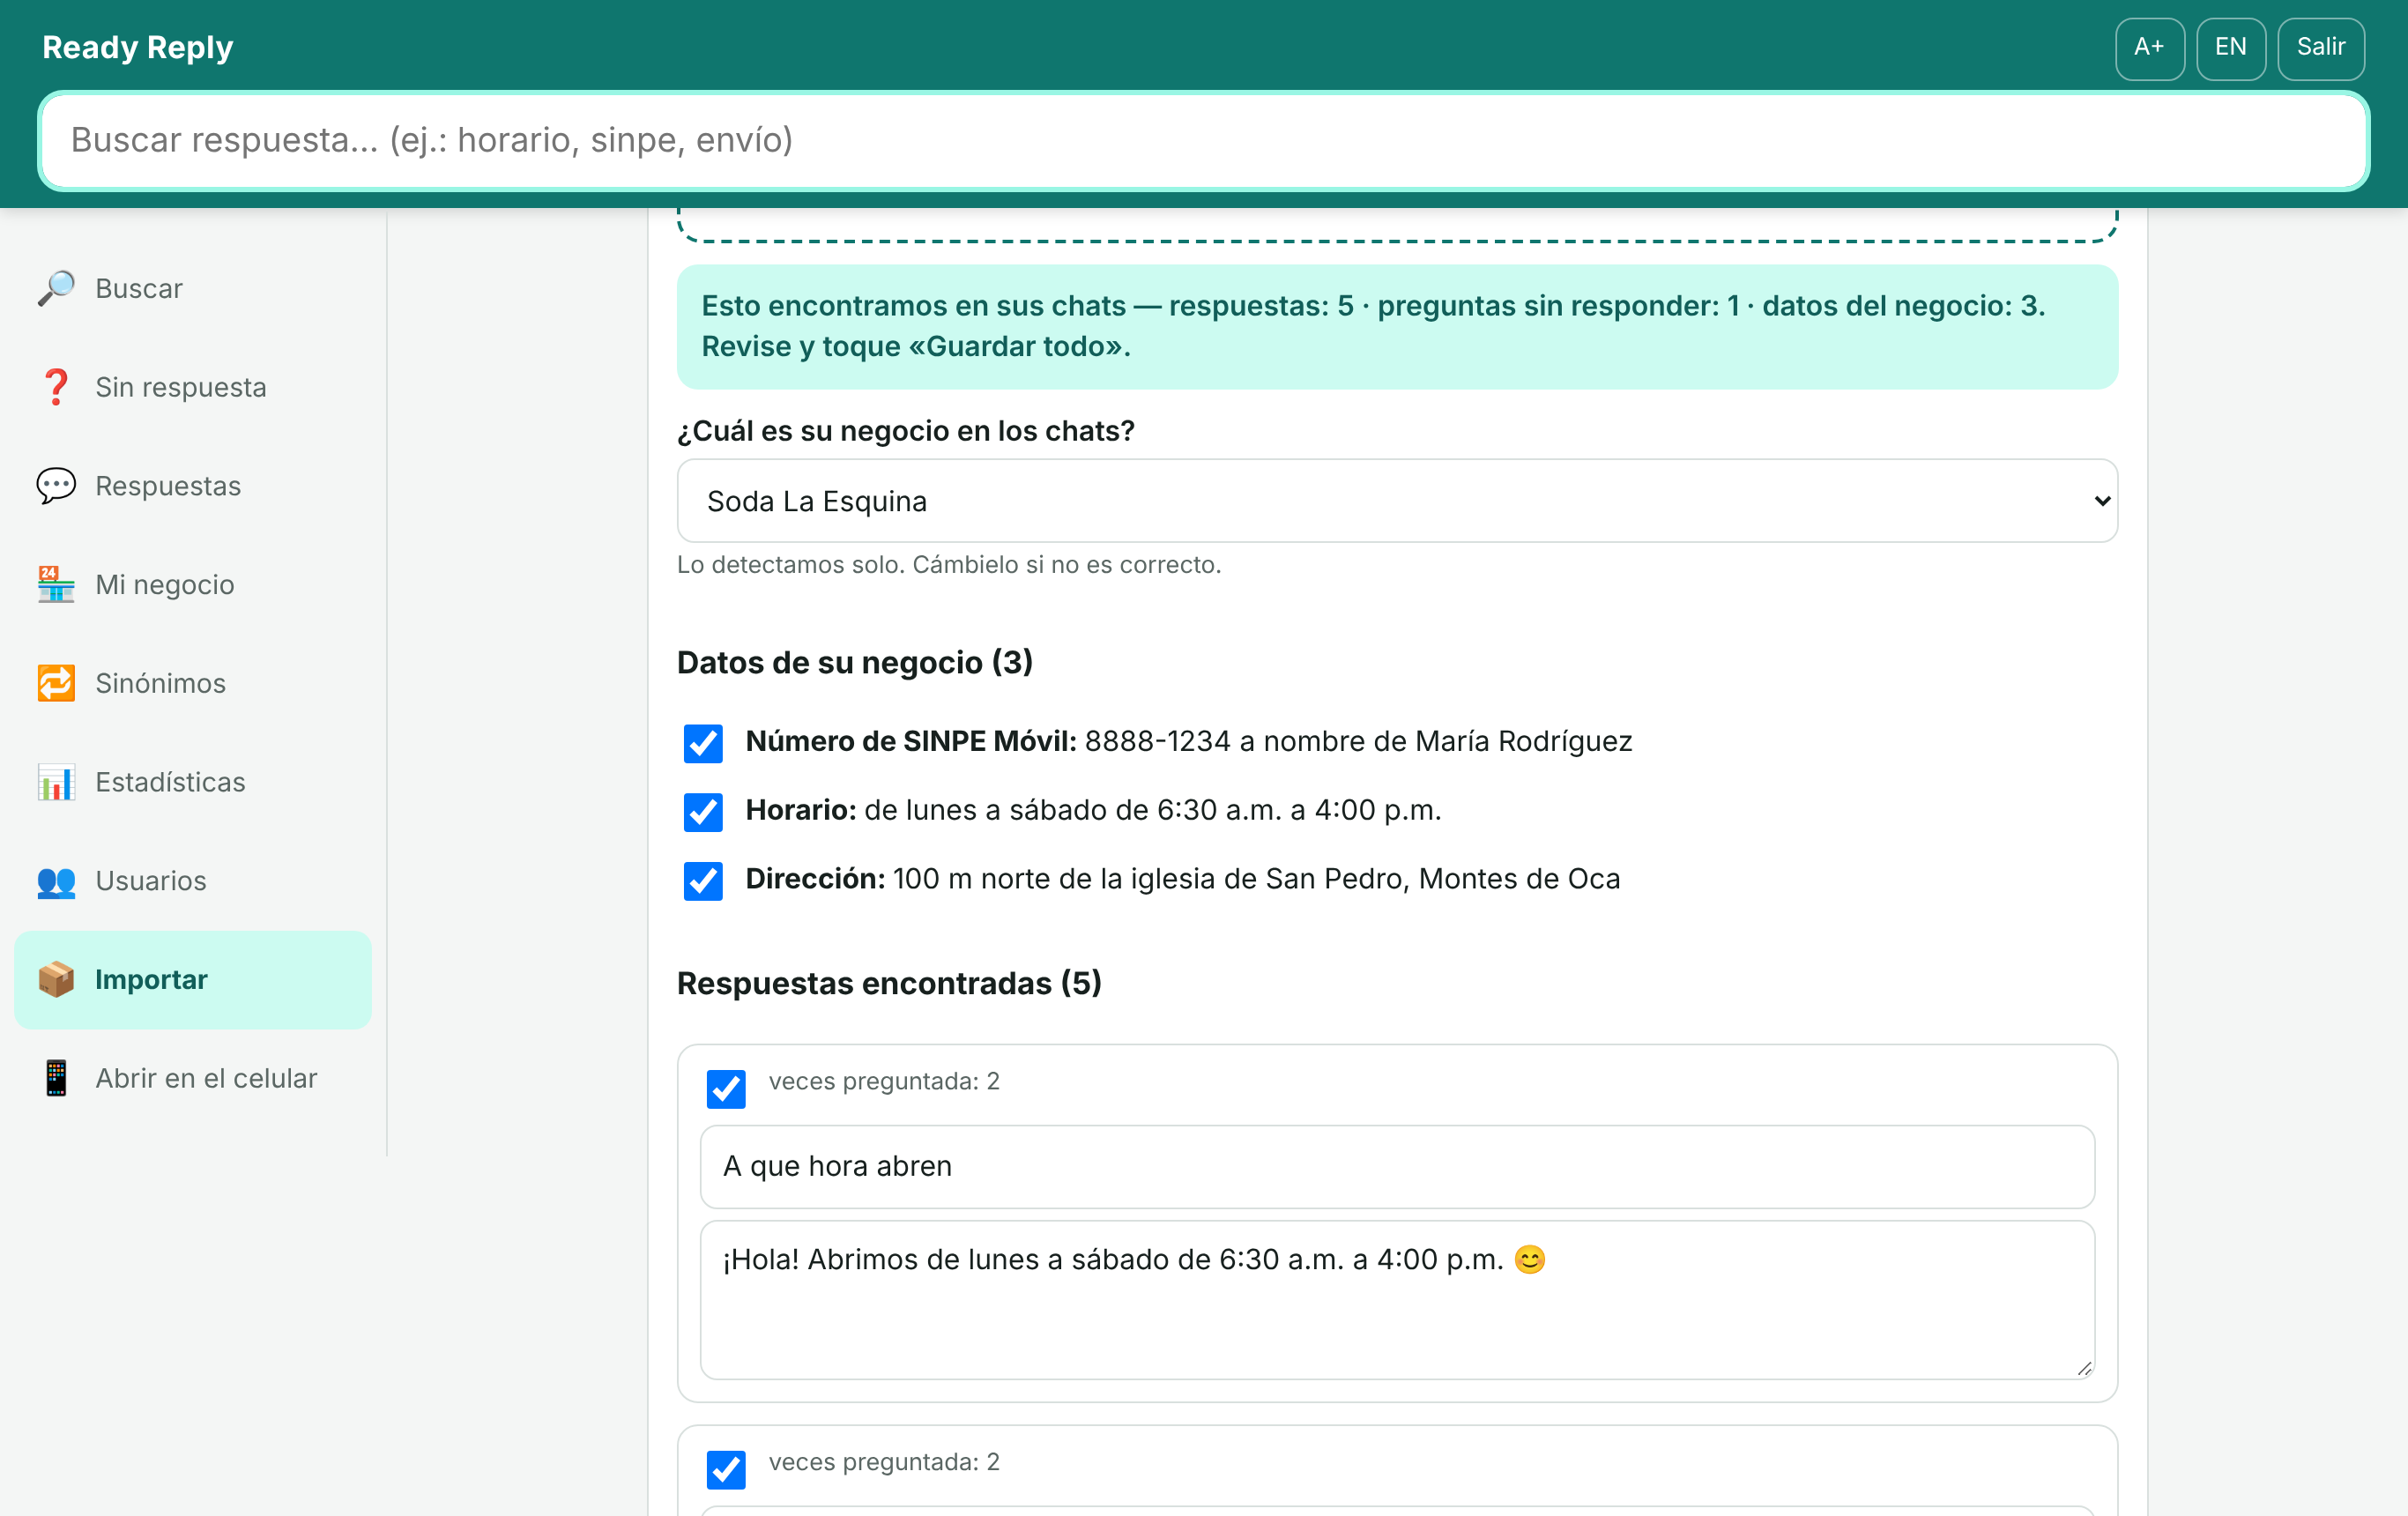 Ready Reply
A+
EN
Salir
Buscar respuesta... (ej.: horario, sinpe, envío)
Buscar
Sin respuesta
Respuestas
24
Mi negocio
Sinónimos
Estadísticas
Usuarios
Importar
Abrir en el celular
Esto encontramos en sus chats — respuestas: 5 · preguntas sin responder: 1 · datos del negocio: 3.
Revise y toque «Guardar todo».
¿Cuál es su negocio en los chats?
Soda La Esquina
Lo detectamos solo. Cámbielo si no es correcto.
Datos de su negocio (3)
Número de SINPE Móvil: 8888-1234 a nombre de María Rodríguez
Horario: de lunes a sábado de 6:30 a.m. a 4:00 p.m.
Dirección: 100 m norte de la iglesia de San Pedro, Montes de Oca
Respuestas encontradas (5)
veces preguntada: 2
A que hora abren
¡Hola! Abrimos de lunes a sábado de 6:30 a.m. a 4:00 p.m. 😊
veces preguntada: 2